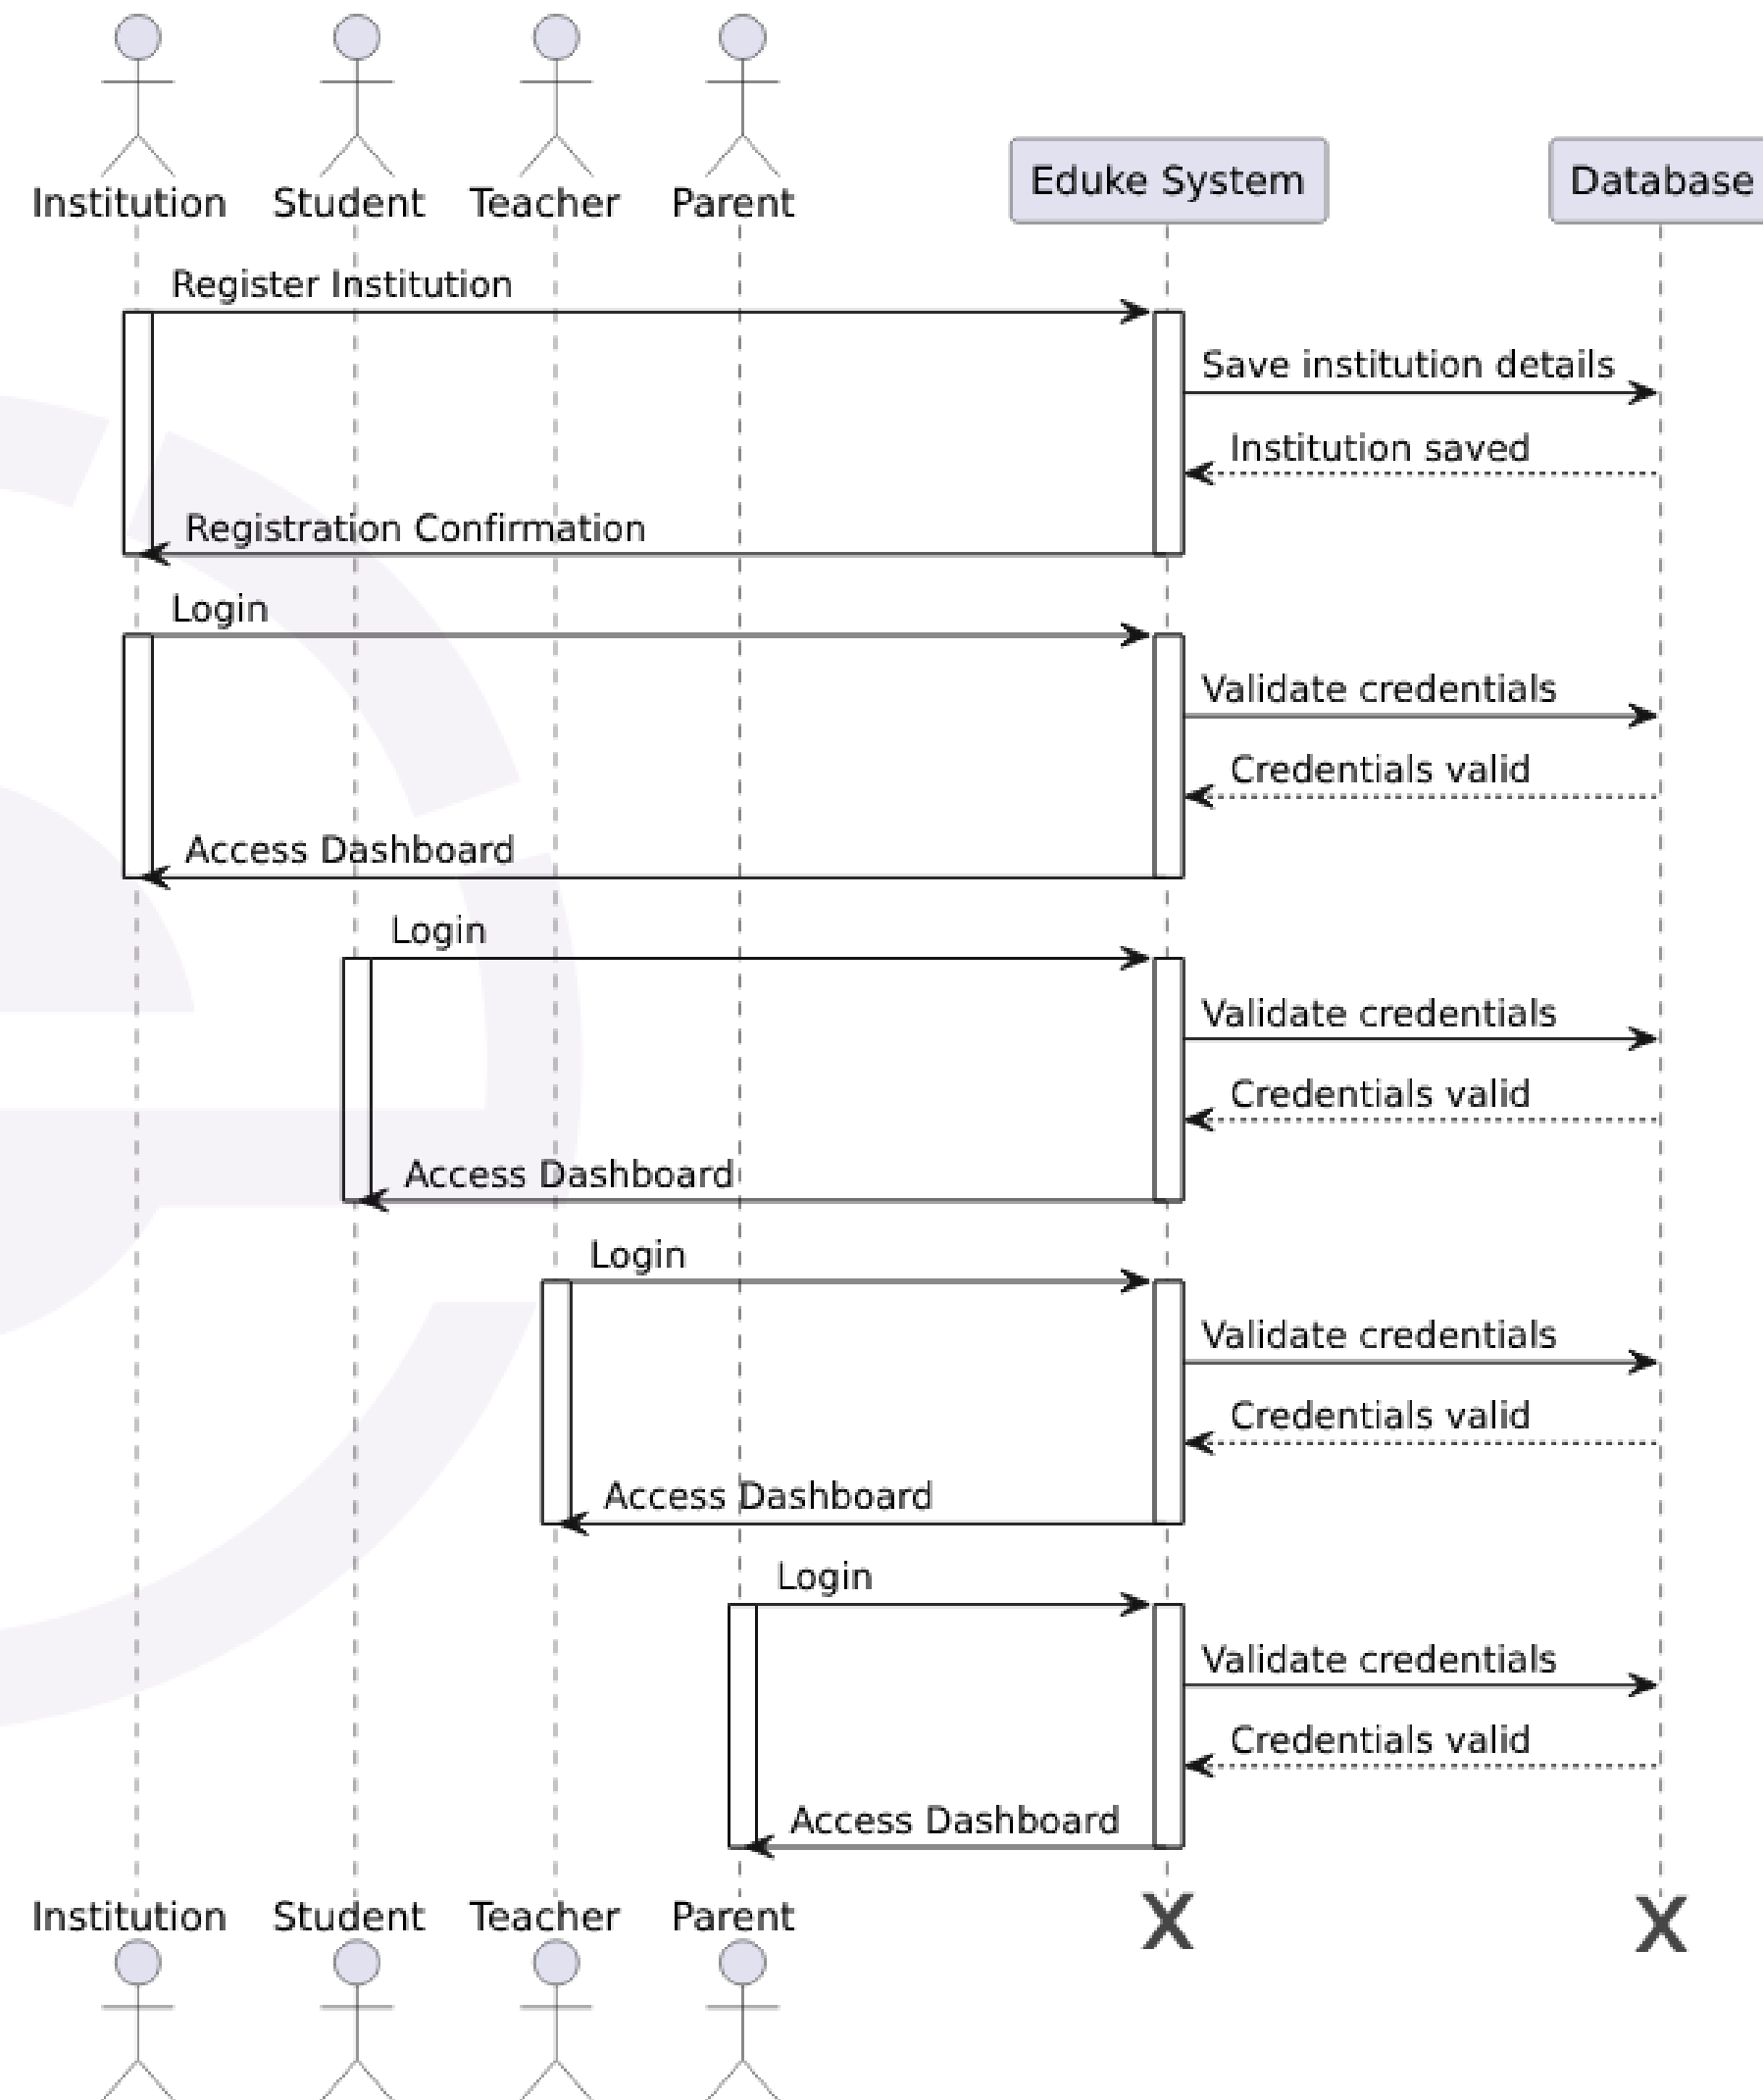 Institution Student Teacher Parent Eduke System Database
Register Institution
Save institution details
Institution saved
Registration Confirmation
Login
Validate credentials
Credentials valid
Access Dashboard
Login
Validate credentials
Credentials valid
Access Dashboard
Login
Validate credentials
Credentials valid
Access Dashboard
Login
Validate credentials
Credentials valid
Access Dashboard
Institution Student Teacher Parent